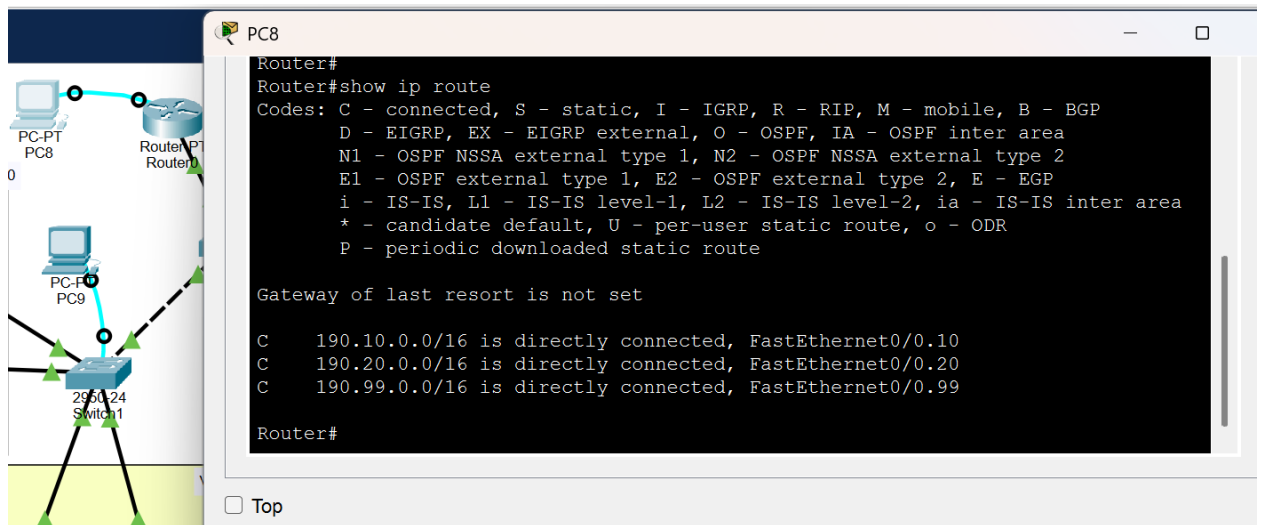 PC8
Router#
Router#show ip route
Codes: C - connected, S - static, I - IGRP, R - RIP, M - mobile, B - BGP
D - EIGRP, EX - EIGRP external, O - OSPF, IA - OSPF inter area
N1 - OSPF NSSA external type 1, N2 - OSPF NSSA external type 2
E1 - OSPF external type 1, E2 - OSPF external type 2, E - EGP
i - IS-IS, L1 - IS-IS level-1, L2 - IS-IS level-2, ia - IS-IS inter area
* - candidate default, U - per-user static route, o - ODR
P - periodic downloaded static route
Gateway of last resort is not set
C 190.10.0.0/16 is directly connected, FastEthernet0/0.10
C 190.20.0.0/16 is directly connected, FastEthernet0/0.20
C 190.99.0.0/16 is directly connected, FastEthernet0/0.99
Router#
Top
PC-PT
PC8
0
Router-PT
Router0
PC-PT
PC9
2950-24
Switch1